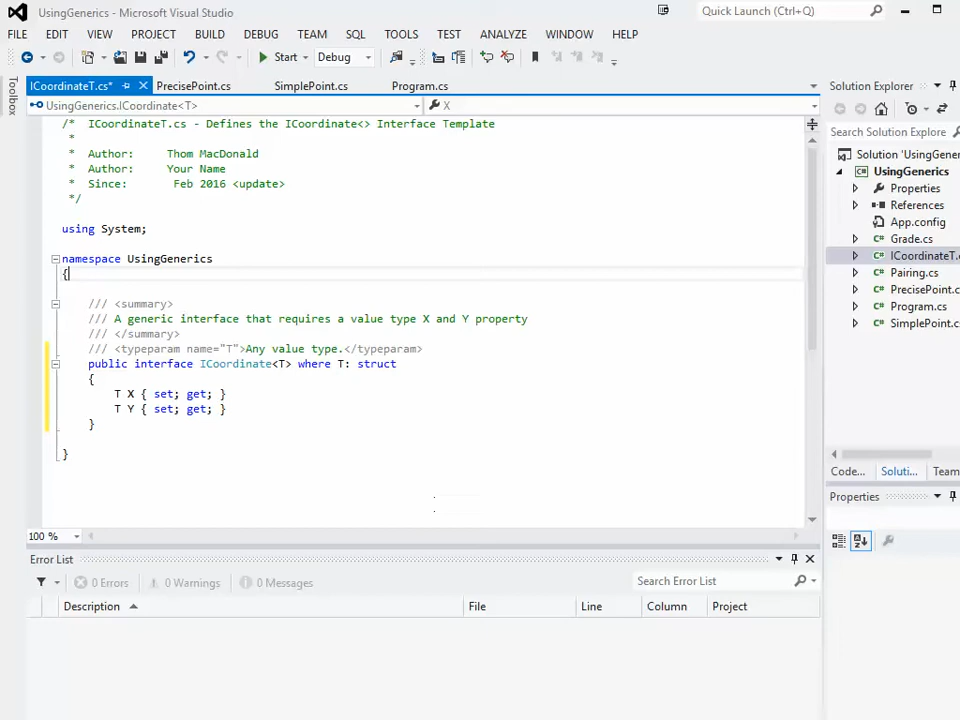 UsingGenerics - Microsoft Visual Studio
Quick Launch (Ctrl+Q)
FILE EDIT VIEW PROJECT BUILD DEBUG TEAM SQL TOOLS TEST ANALYZE WINDOW HELP
Start Debug
Toolbox
ICoordinateT.cs* PrecisePoint.cs SimplePoint.cs Program.cs
UsingGenerics.ICoordinate<T> X
/* ICoordinateT.cs - Defines the ICoordinate<> Interface Template
*
* Author: Thom MacDonald
* Author: Your Name
* Since: Feb 2016 <update>
*/
using System;
namespace UsingGenerics
{
/// <summary>
/// A generic interface that requires a value type X and Y property
/// </summary>
/// <typeparam name="T">Any value type.</typeparam>
public interface ICoordinate<T> where T: struct
{
T X { set; get; }
T Y { set; get; }
}
}
100 %
Error List
0 Errors 0 Warnings 0 Messages
Search Error List
Description File Line Column Project
Solution Explorer
Search Solution Explore
Solution 'UsingGener
UsingGenerics
Properties
References
App.config
Grade.cs
ICoordinateT.c
Pairing.cs
PrecisePoint.c
Program.cs
SimplePoint.c
Code... Soluti... Team
Properties